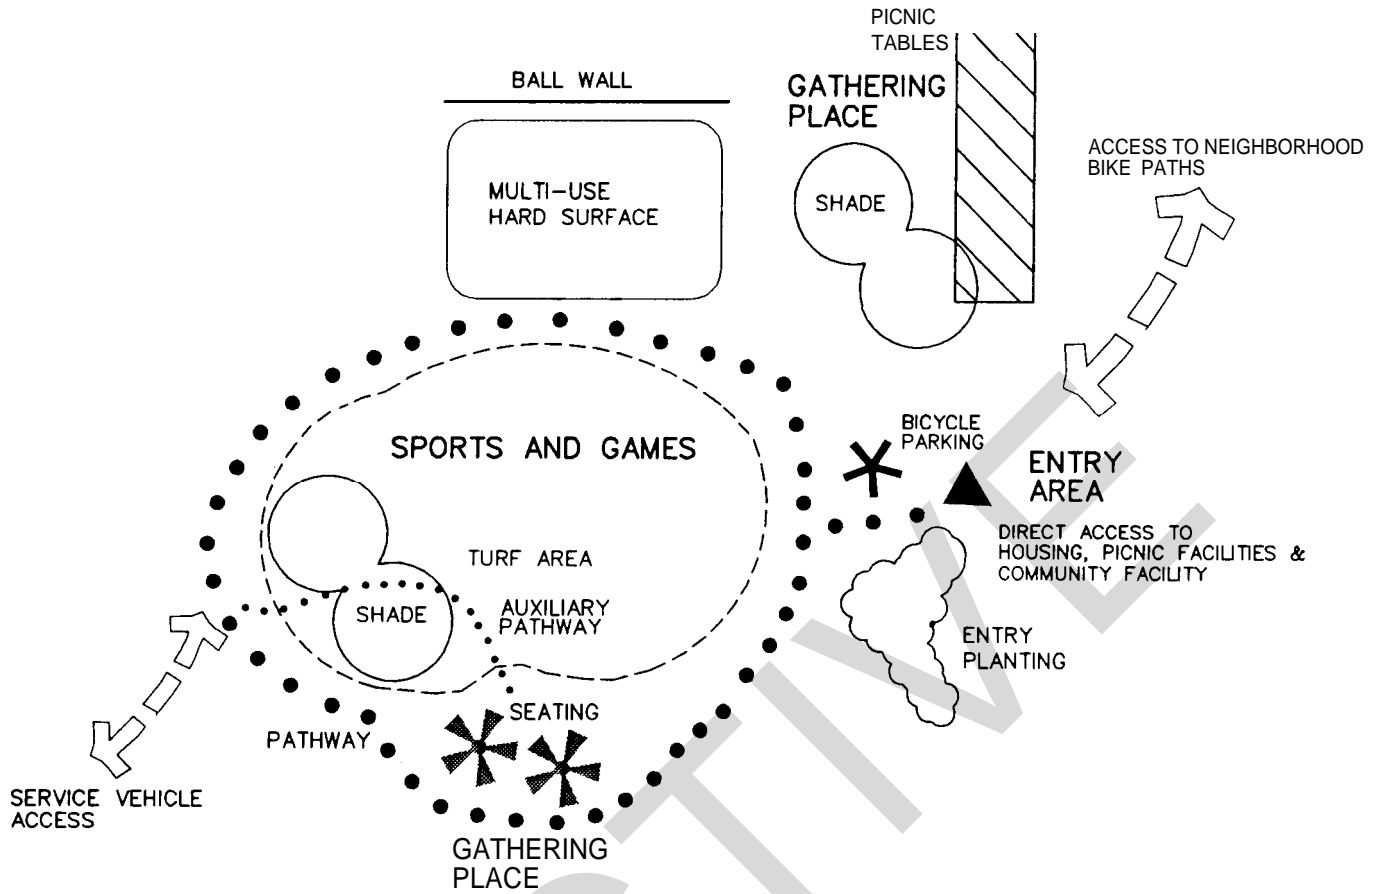 PICNIC
TABLES
BALL WALL
GATHERING
PLACE
ACCESS TO NEIGHBORHOOD
BIKE PATHS
MULTI-USE
HARD SURFACE
SHADE
SPORTS AND GAMES
BICYCLE
PARKING
ENTRY
AREA
DIRECT ACCESS TO
HOUSING, PICNIC FACILITIES &
COMMUNITY FACILITY
TURF AREA
SHADE
AUXILIARY
PATHWAY
ENTRY
PLANTING
SEATING
PATHWAY
SERVICE VEHICLE
ACCESS
GATHERING
PLACE
STIVE